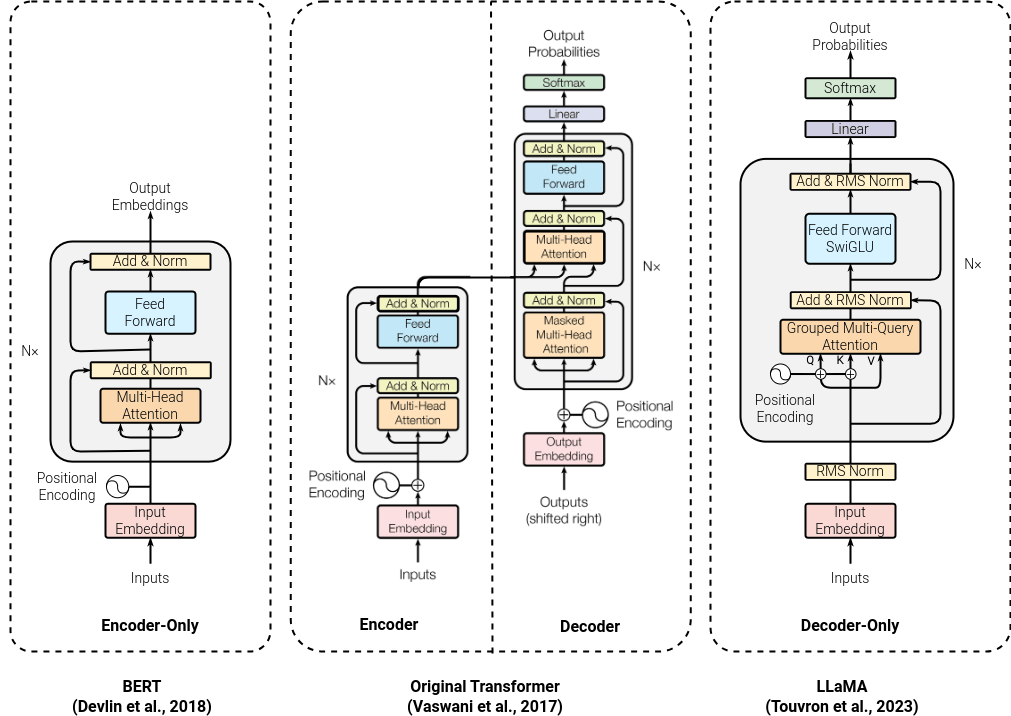 Output
Embeddings
Add & Norm
Feed
Forward
Nx
Add & Norm
Multi-Head
Attention
Positional
Encoding
Input
Embedding
Inputs
Encoder-Only
BERT
(Devlin et al., 2018)
Add & Norm
Feed
Forward
Nx
Add & Norm
Multi-Head
Attention
Positional
Encoding
Input
Embedding
Inputs
Encoder
Output
Probabilities
Softmax
Linear
Add & Norm
Feed
Forward
Add & Norm
Multi-Head
Attention
Nx
Add & Norm
Masked
Multi-Head
Attention
Positional
Encoding
Output
Embedding
Outputs
(shifted right)
Decoder
Original Transformer
(Vaswani et al., 2017)
Output
Probabilities
Softmax
Linear
Add & RMS Norm
Feed Forward
SwiGLU
Nx
Add & RMS Norm
Grouped Multi-Query
Attention
Q K V
Positional
Encoding
RMS Norm
Input
Embedding
Inputs
Decoder-Only
LLaMA
(Touvron et al., 2023)